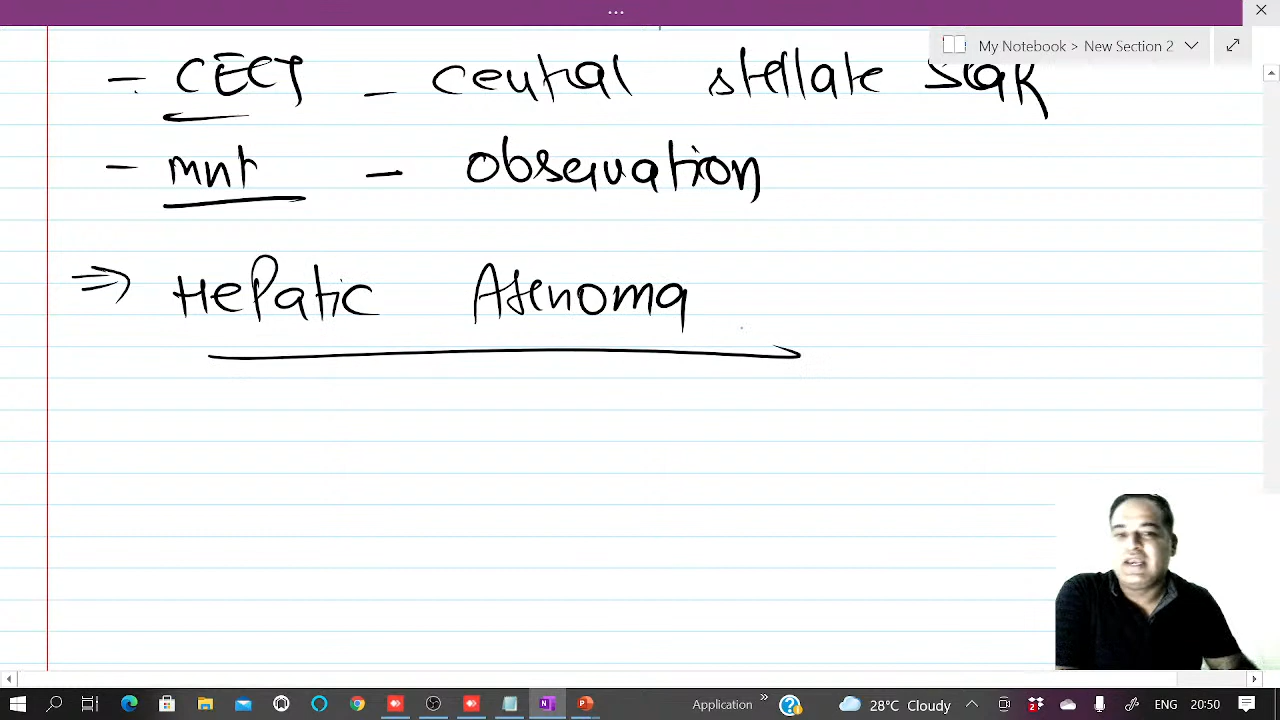 ...
My Notebook > New Section 2
- CECT - central stellate scar
- mnt - observation
⇒ Hepatic Adenoma
Application
28°C Cloudy
ENG
20:50